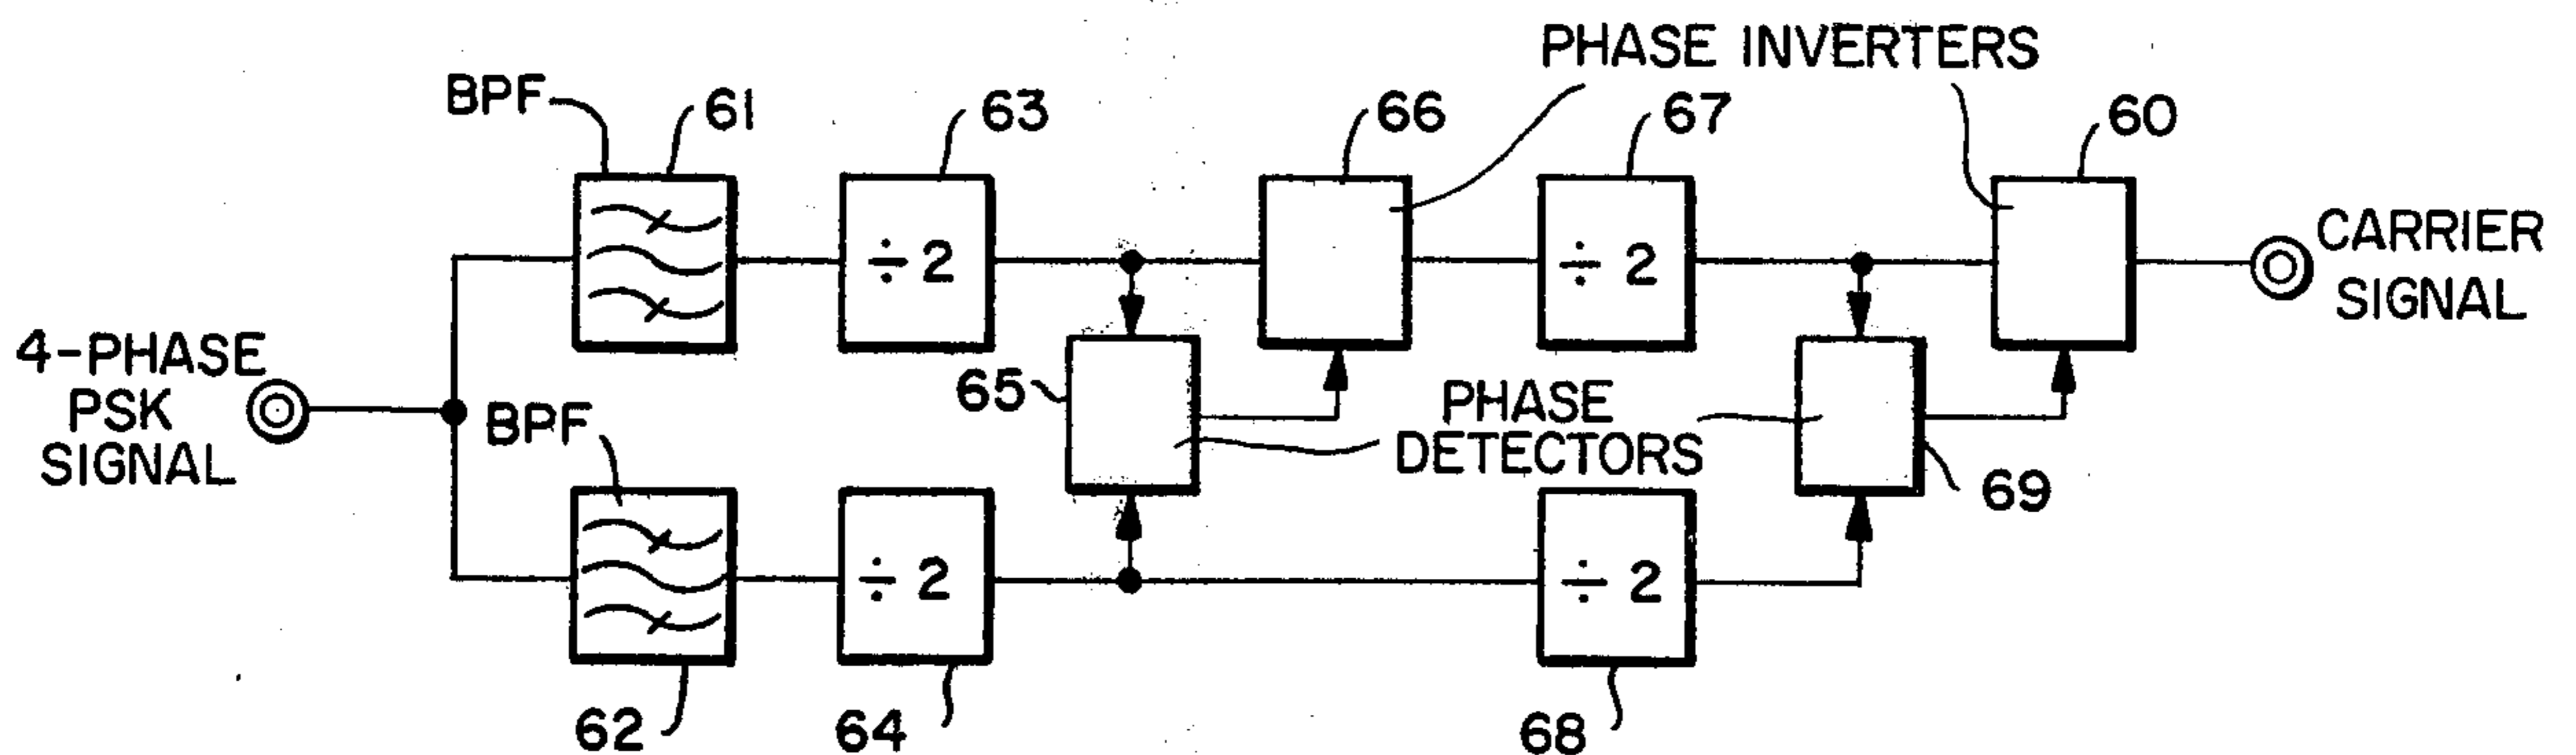 PHASE INVERTERS
BPF
61
63
66
67
60
÷ 2
÷ 2
CARRIER
SIGNAL
4-PHASE
PSK
SIGNAL
65
PHASE
DETECTORS
69
BPF
÷ 2
÷ 2
62
64
68